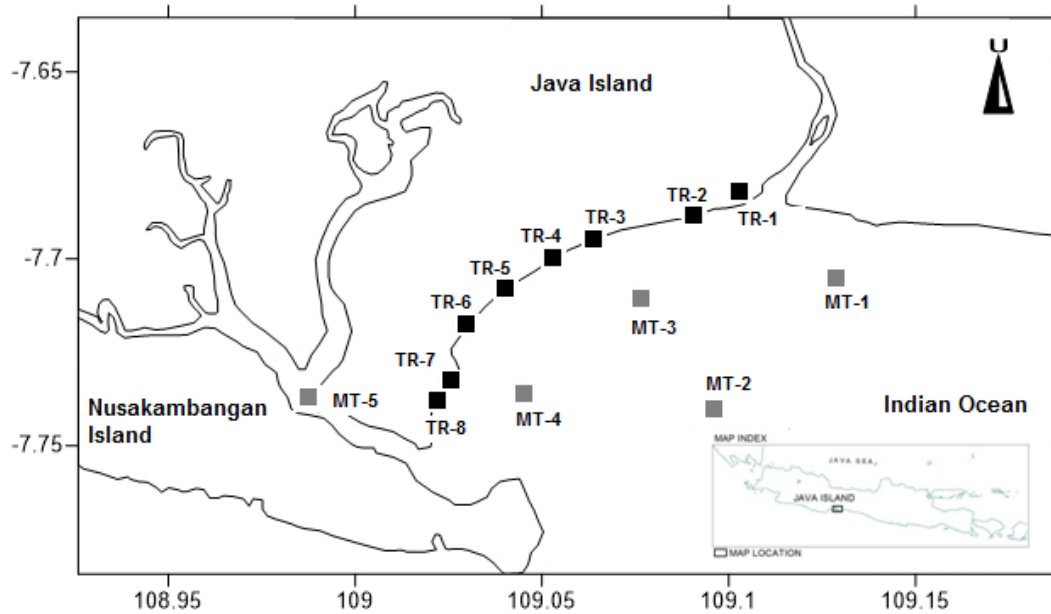 -7.65
-7.7
-7.75
Java Island
U
TR-2
TR-1
TR-3
TR-4
TR-5
TR-6
TR-7
TR-8
MT-1
MT-3
MT-2
MT-4
MT-5
Nusakambangan
Island
Indian Ocean
MAP INDEX
JAVA SEA
JAVA ISLAND
MAP LOCATION
108.95
109
109.05
109.1
109.15